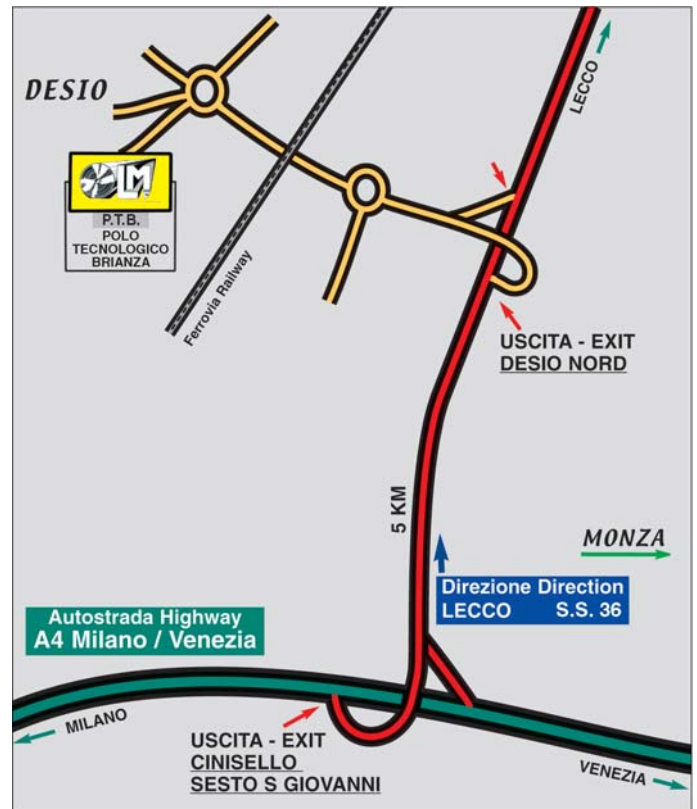 LECCO
DESIO
OLM
P.T.B.
POLO
TECNOLOGICO
BRIANZA
Ferrovia Railway
USCITA - EXIT
DESIO NORD
5 KM
MONZA
Direzione Direction
LECCO S.S. 36
Autostrada Highway
A4 Milano / Venezia
MILANO
USCITA - EXIT
CINISELLO
SESTO S GIOVANNI
VENEZIA